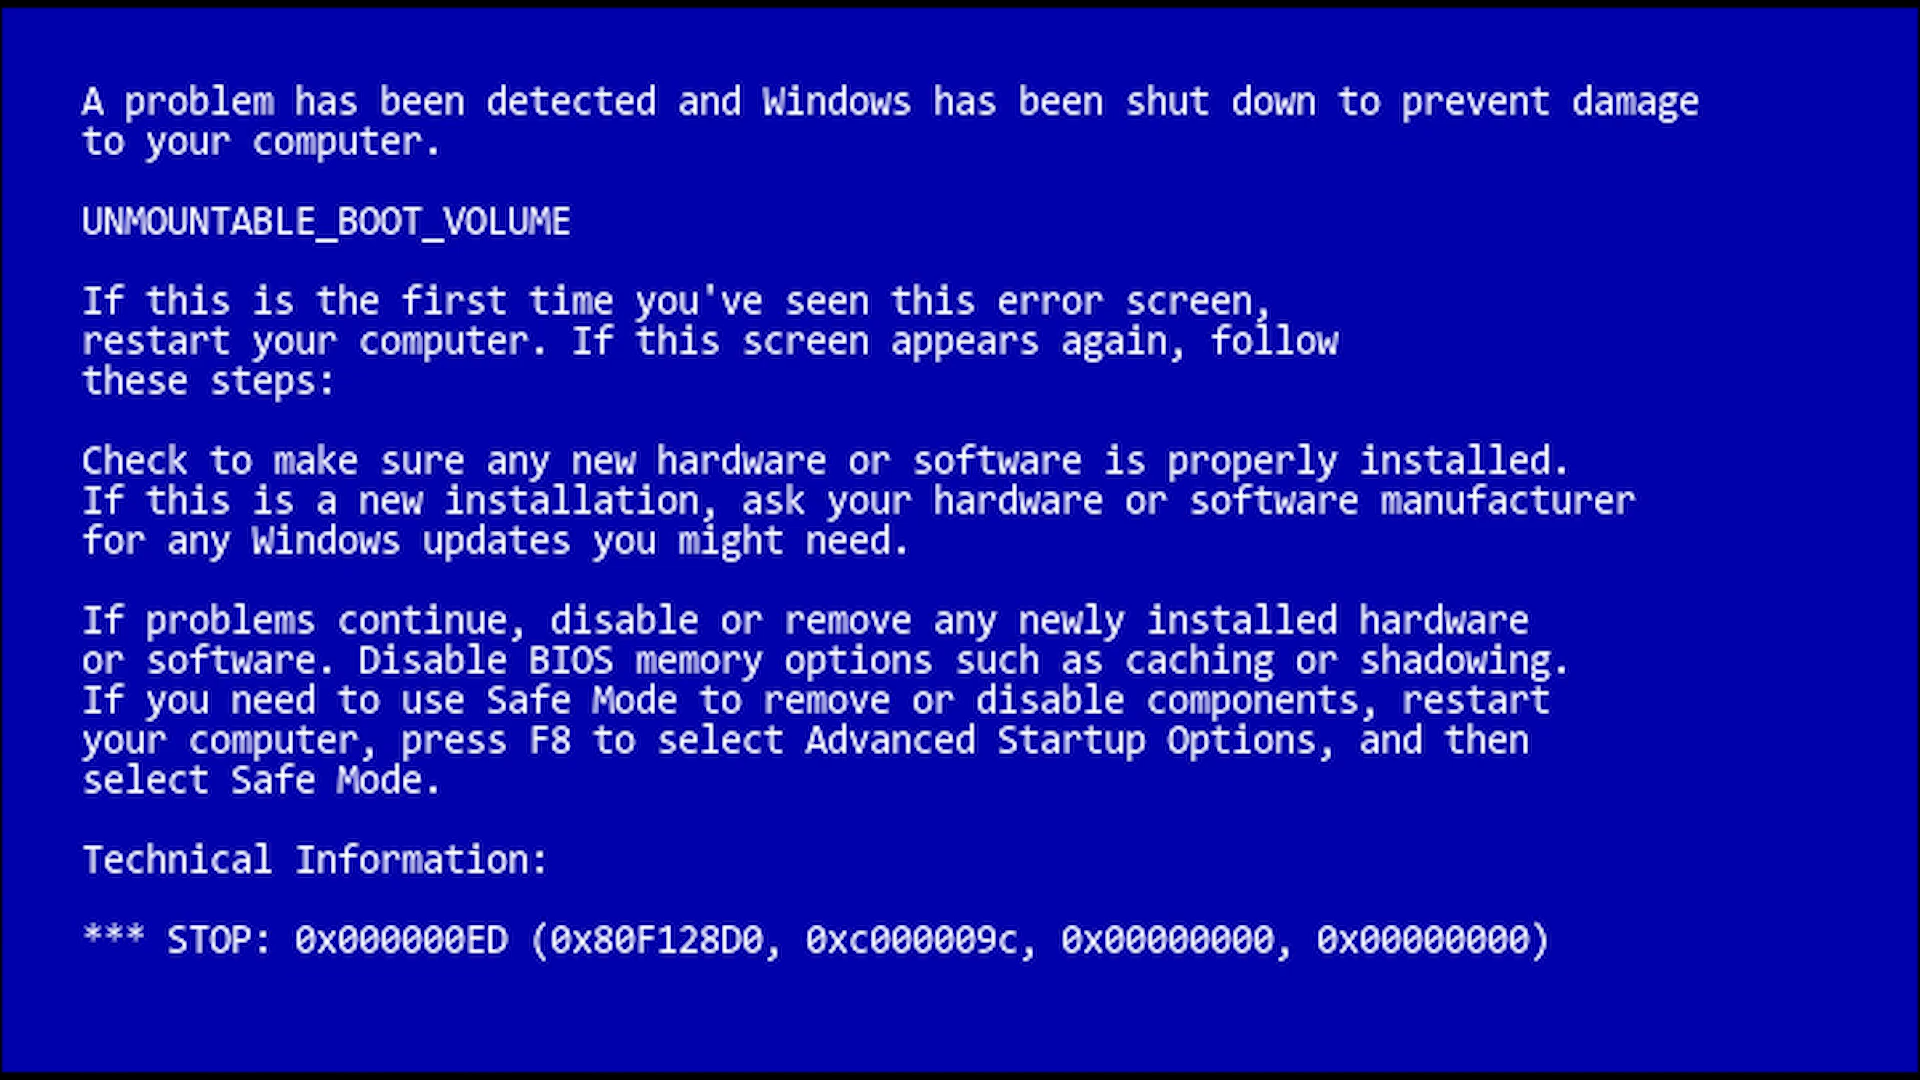 A problem has been detected and Windows has been shut down to prevent damage
to your computer.
UNMOUNTABLE_BOOT_VOLUME
If this is the first time you've seen this error screen,
restart your computer. If this screen appears again, follow
these steps:
Check to make sure any new hardware or software is properly installed.
If this is a new installation, ask your hardware or software manufacturer
for any Windows updates you might need.
If problems continue, disable or remove any newly installed hardware
or software. Disable BIOS memory options such as caching or shadowing.
If you need to use Safe Mode to remove or disable components, restart
your computer, press F8 to select Advanced Startup Options, and then
select Safe Mode.
Technical Information:
*** STOP: 0x000000ED (0x80F128D0, 0xc000009c, 0x00000000, 0x00000000)